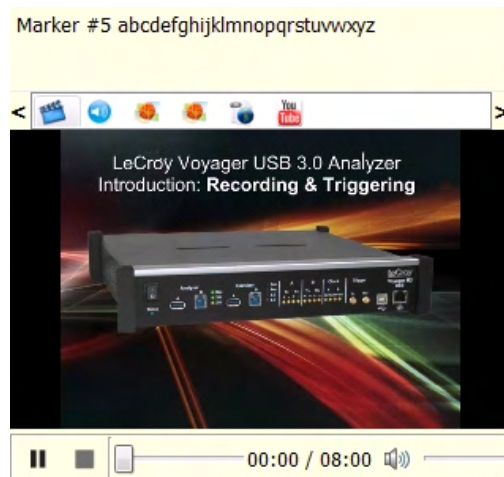 Marker #5 abcdefghijklmnopqrstuvwxyz
You
Tube
LeCroy Voyager USB 3.0 Analyzer
Introduction: Recording & Triggering
LeCroy
00:00 / 08:00